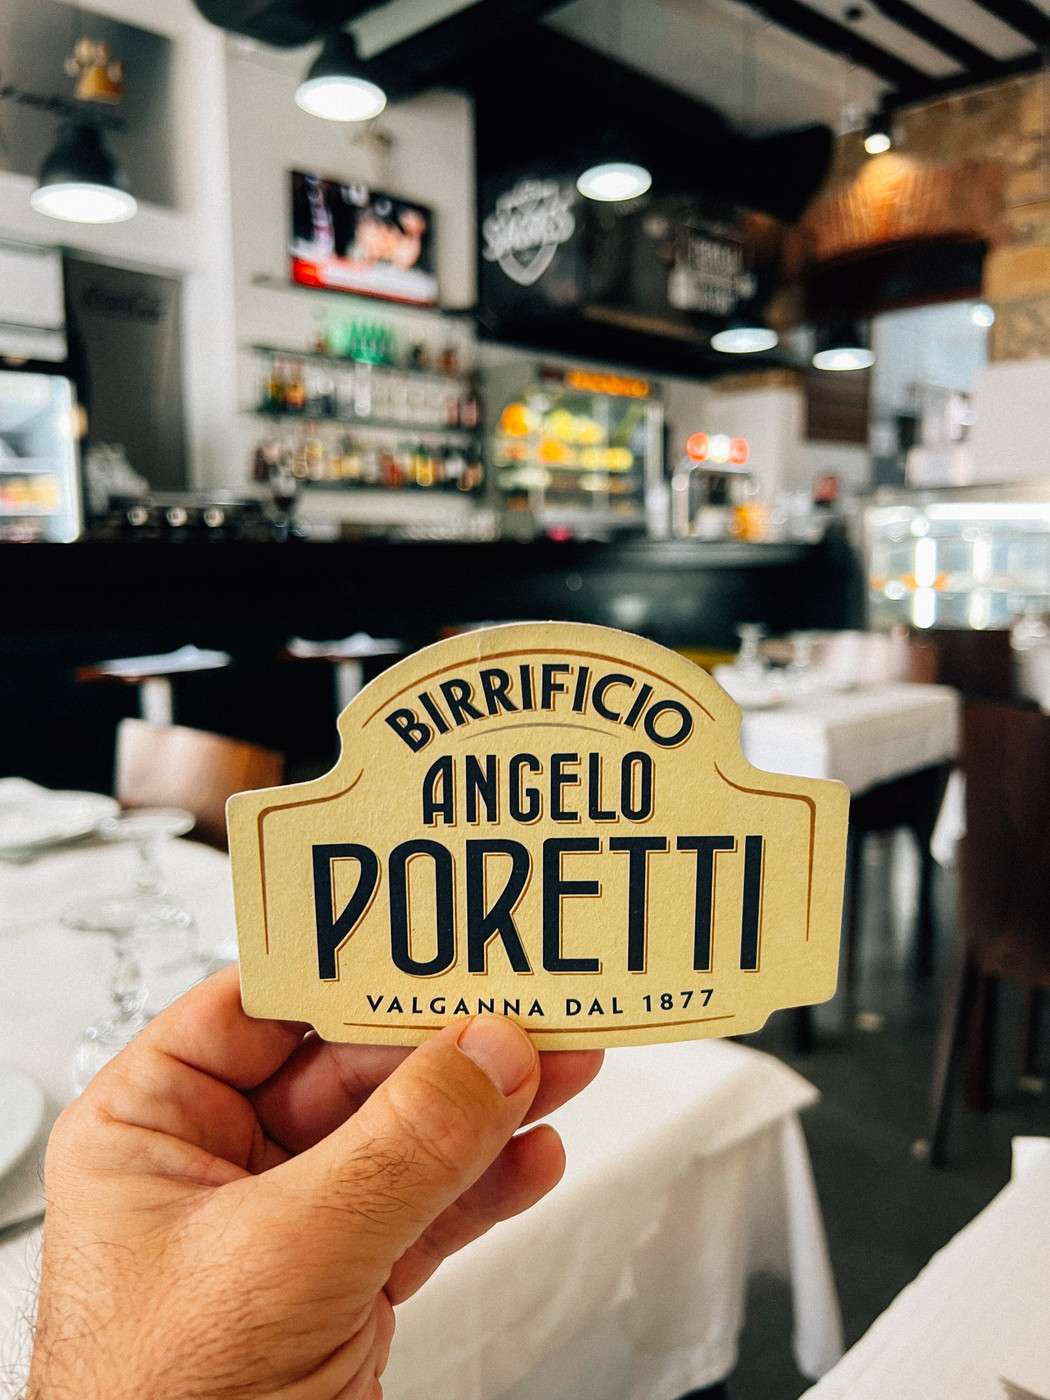 BIRRIFICIO
ANGELO
PORETTI
VALGANNA DAL 1877